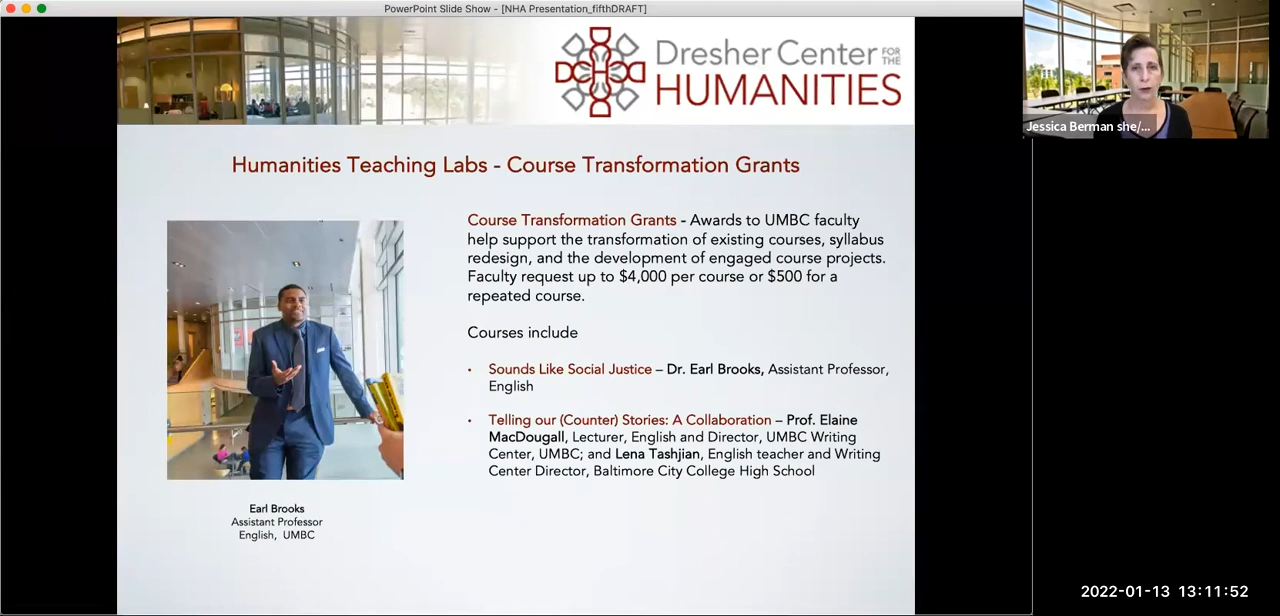 PowerPoint Slide Show - [NHA Presentation_fifthDRAFT]
Dresher Center FOR THE
HUMANITIES
Jessica Berman she/...
Humanities Teaching Labs - Course Transformation Grants
Course Transformation Grants - Awards to UMBC faculty
help support the transformation of existing courses, syllabus
redesign, and the development of engaged course projects.
Faculty request up to $4,000 per course or $500 for a
repeated course.
Courses include
• Sounds Like Social Justice – Dr. Earl Brooks, Assistant Professor,
English
• Telling our (Counter) Stories: A Collaboration – Prof. Elaine
MacDougall, Lecturer, English and Director, UMBC Writing
Center, UMBC; and Lena Tashjian, English teacher and Writing
Center Director, Baltimore City College High School
Earl Brooks
Assistant Professor
English, UMBC
2022-01-13 13:11:52